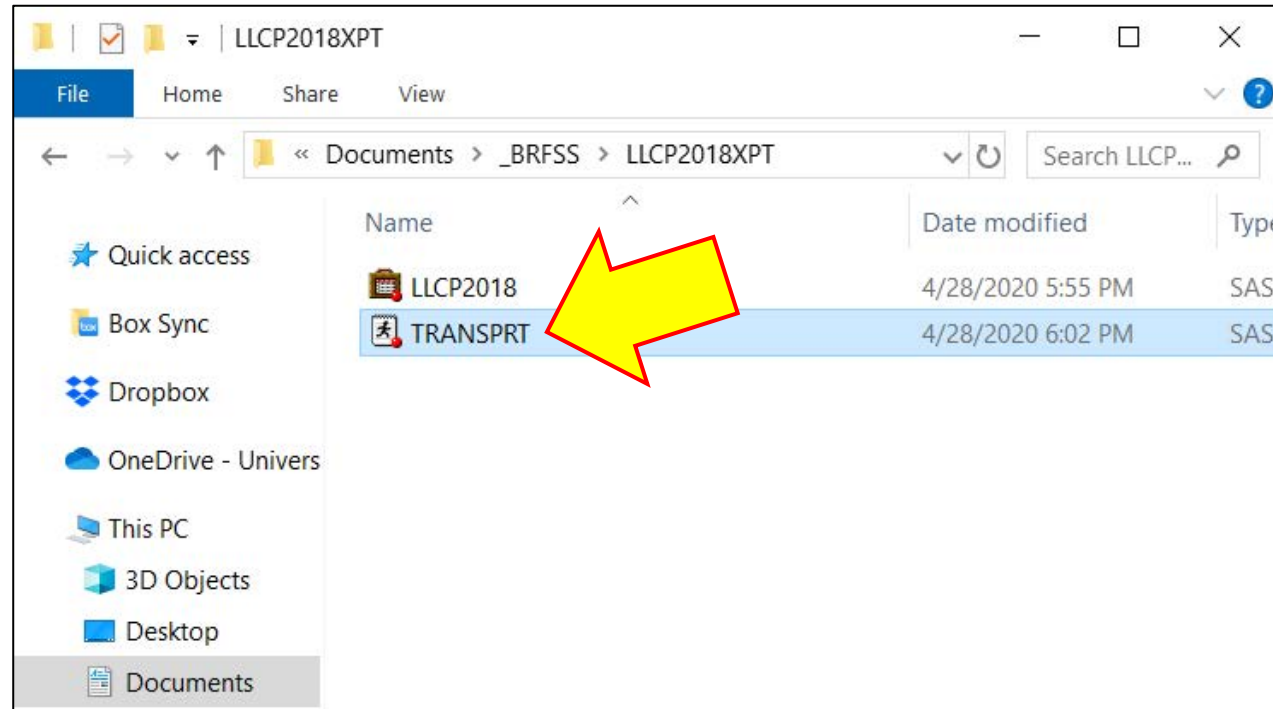 LLCP2018XPT
File Home Share View ?
« Documents > _BRFSS > LLCP2018XPT Search LLCP...
Name Date modified Type
Quick access
LLCP2018 4/28/2020 5:55 PM SAS
box Box Sync
TRANSPRT 4/28/2020 6:02 PM SAS
Dropbox
OneDrive - Univers
This PC
3D Objects
Desktop
Documents